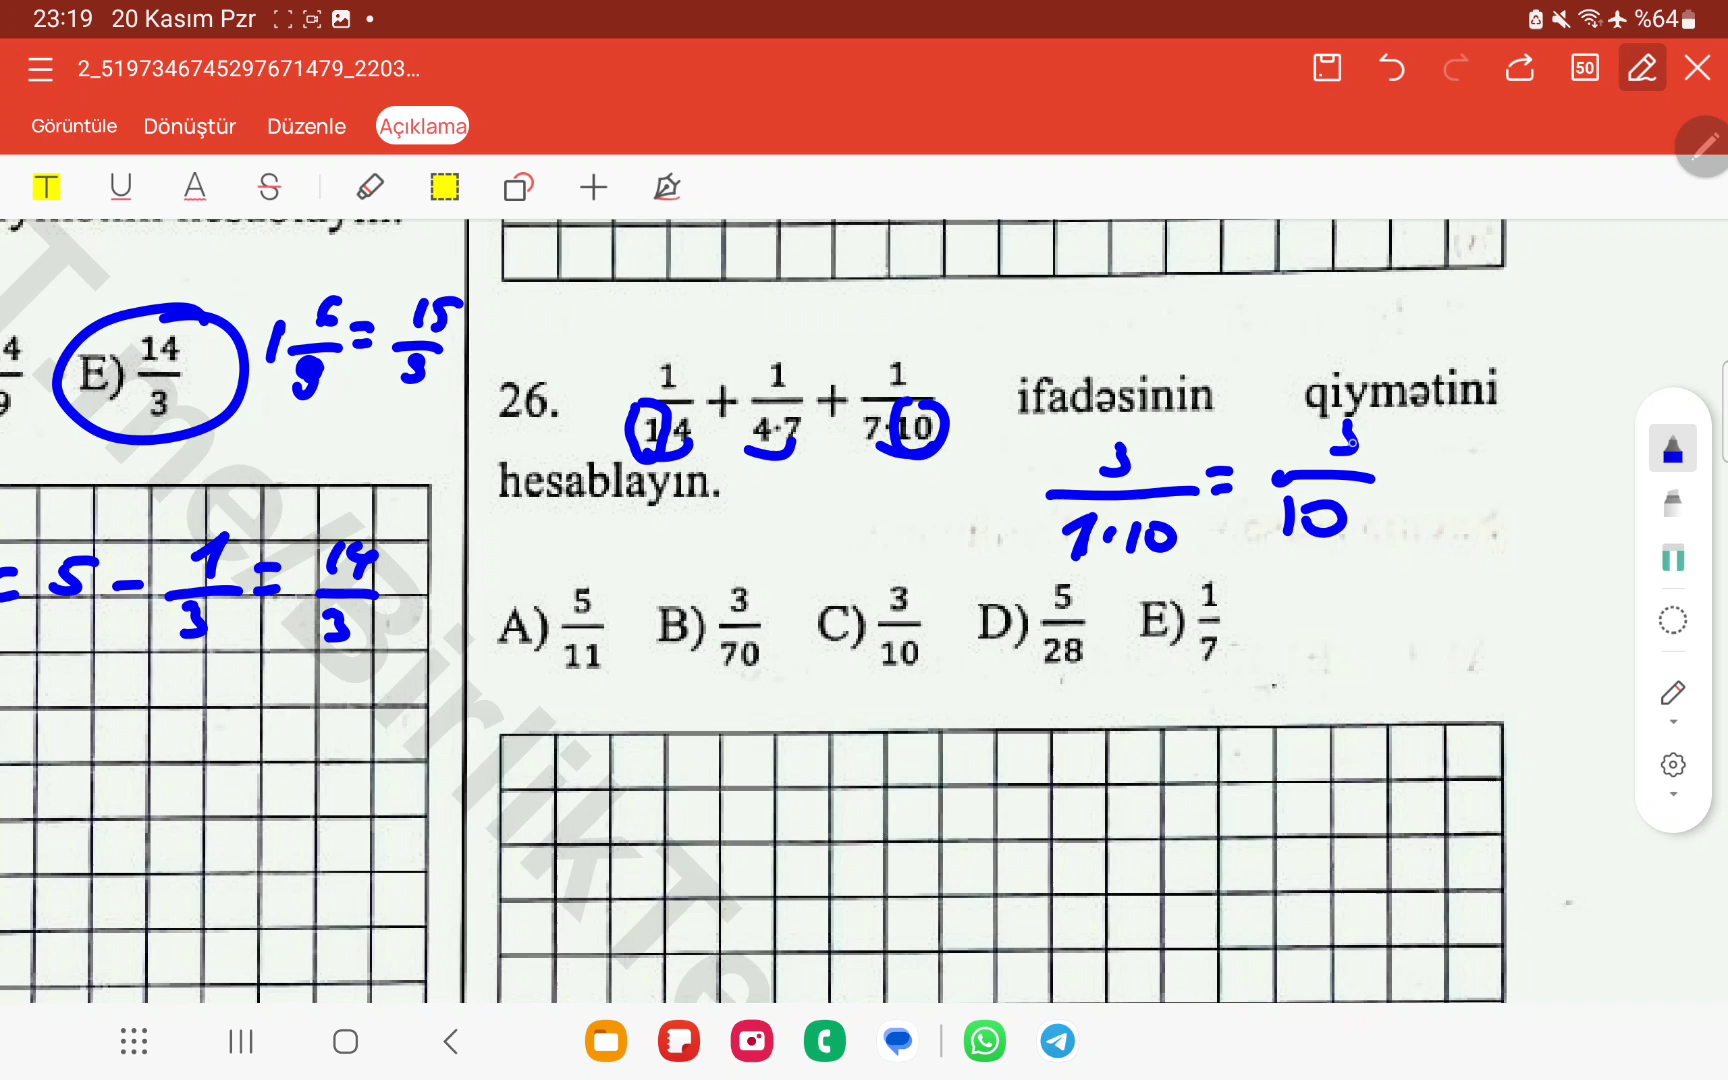 23:19 20 Kasım Pzr %64
2_5197346745297671479_2203... 50
Görüntüle Dönüştür Düzenle Açıklama
T U A S
4/9 E) 14/3 1 6/9 = 15/9
26. 1/1·4 + 1/4·7 + 1/7·10 ifadəsinin qiymətini
hesablayın. 3/1·10 = 3/10
= 5 - 1/3 = 14/3
A) 5/11 B) 3/70 C) 3/10 D) 5/28 E) 1/7